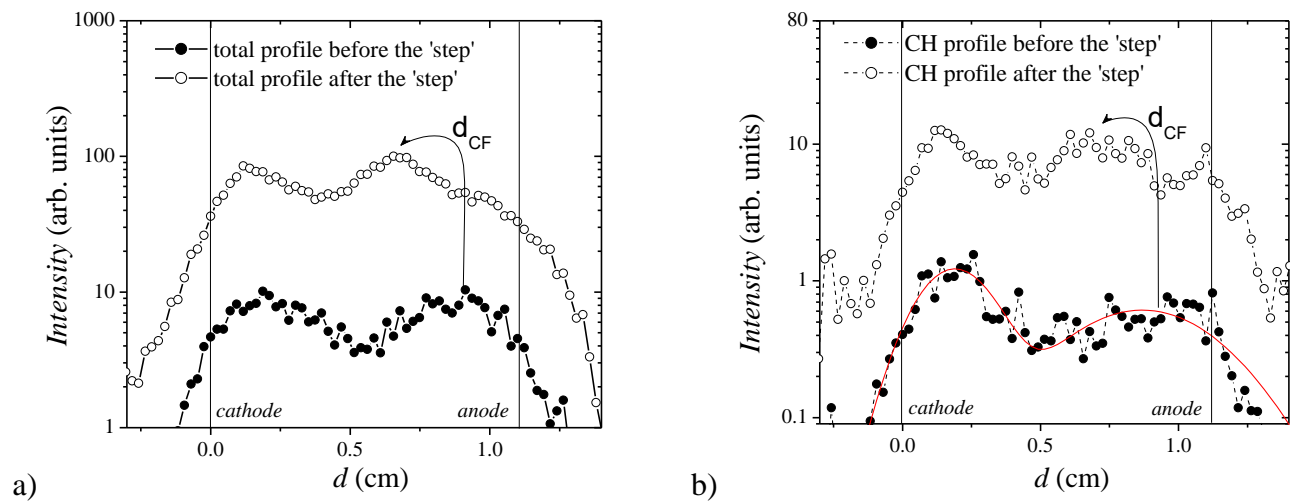 1000
100
10
1
Intensity (arb. units)
total profile before the 'step'
total profile after the 'step'
d_CF
cathode
anode
0.0
0.5
1.0
d (cm)
a)
80
10
1
0.1
Intensity (arb. units)
CH profile before the 'step'
CH profile after the 'step'
d_CF
cathode
anode
0.0
0.5
1.0
d (cm)
b)